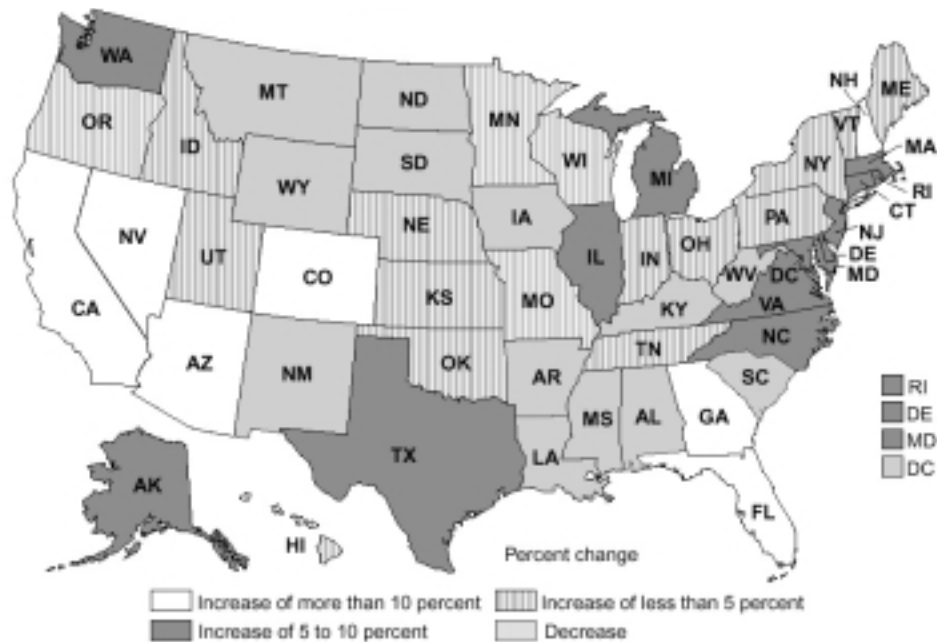 WA
MT
ND
MN
NH
ME
VT
OR
ID
SD
WI
NY
MA
MI
WY
RI
IA
PA
CT
NE
NJ
NV
UT
IL
IN
OH
DE
CO
WV
DC
MD
CA
KS
MO
KY
VA
NC
TN
AZ
NM
OK
AR
SC
RI
MS
AL
GA
DE
TX
LA
MD
AK
DC
FL
HI
Percent change
Increase of more than 10 percent
Increase of less than 5 percent
Increase of 5 to 10 percent
Decrease